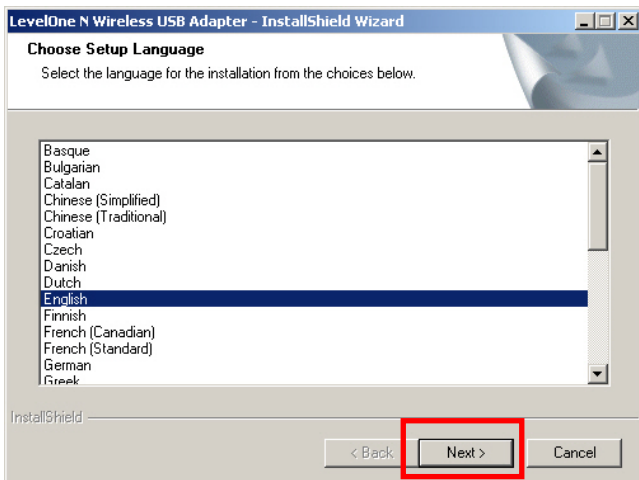 LevelOne N Wireless USB Adapter - InstallShield Wizard
Choose Setup Language
Select the language for the installation from the choices below.
Basque
Bulgarian
Catalan
Chinese (Simplified)
Chinese (Traditional)
Croatian
Czech
Danish
Dutch
English
Finnish
French (Canadian)
French (Standard)
German
Greek
InstallShield
< Back
Next >
Cancel